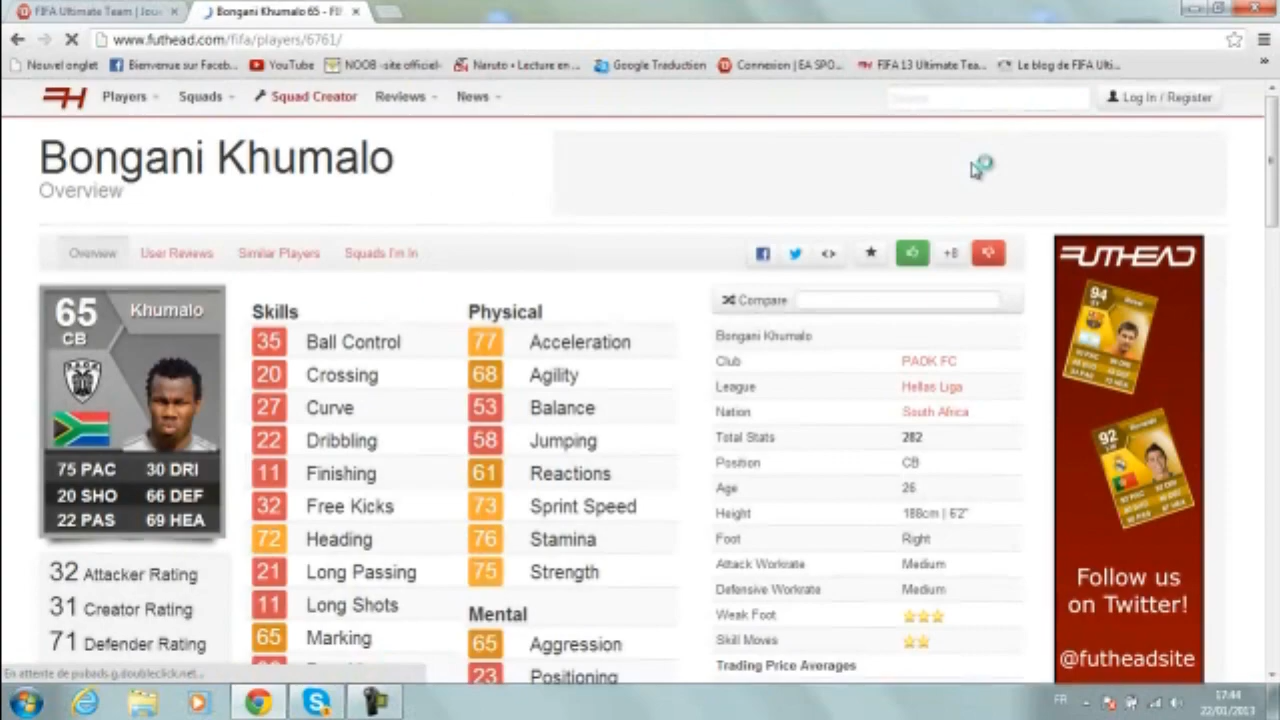 FIFA Ultimate Team | Jou
Bongani Khumalo 65 - FI
www.futhead.com/fifa/players/6761/
Nouvel onglet
Bienvenue sur Faceb...
YouTube
NOOB -site officiel-
Naruto • Lecture en ...
Google Traduction
Connexion | EA SPO...
FIFA 13 Ultimate Tea...
Le blog de FIFA Ulti...
»
FH
Players
Squads
Squad Creator
Reviews
News
Log In / Register
Bongani Khumalo
Overview
Overview
User Reviews
Similar Players
Squads I'm In
+8
65
CB
Khumalo
75 PAC 30 DRI
20 SHO 66 DEF
22 PAS 69 HEA
32 Attacker Rating
31 Creator Rating
71 Defender Rating
Skills
35 Ball Control
20 Crossing
27 Curve
22 Dribbling
11 Finishing
32 Free Kicks
72 Heading
21 Long Passing
11 Long Shots
65 Marking
Physical
77 Acceleration
68 Agility
53 Balance
58 Jumping
61 Reactions
73 Sprint Speed
76 Stamina
75 Strength
Mental
65 Aggression
23 Positioning
Compare
Bongani Khumalo
Club PAOK FC
League Hellas Liga
Nation South Africa
Total Stats 282
Position CB
Age 26
Height 188cm | 6'2"
Foot Right
Attack Workrate Medium
Defensive Workrate Medium
Weak Foot
Skill Moves
Trading Price Averages
FUTHEAD
94
92
Follow us
on Twitter!
@futheadsite
En attente de pubads.g.doubleclick.net...
FR
17:44
22/01/2013